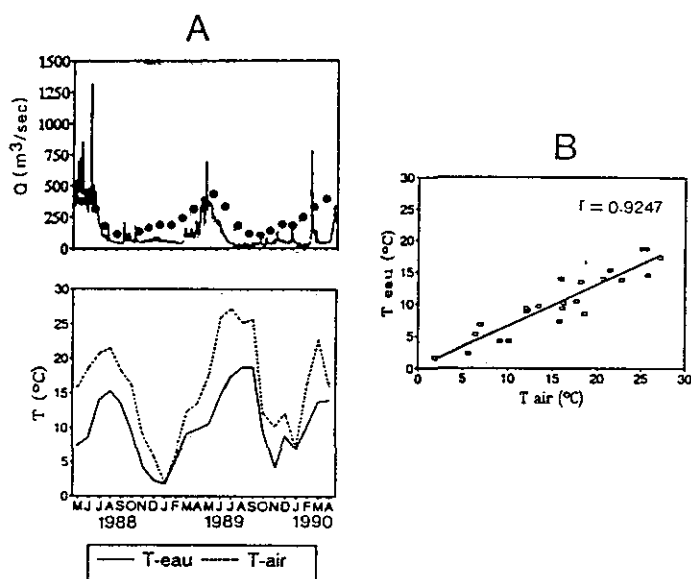 A
1500
1250
1000
750
500
250
0
Q (m³/sec)
30
25
20
15
10
5
0
T (°C)
M J J A S O N D J F M A M J J A S O N D J F M A
1988 1989 1990
T-eau T-air
B
30
25
20
15
10
5
0
T eau (°C)
r = 0.9247
0 5 10 15 20 25 30
T air (°C)